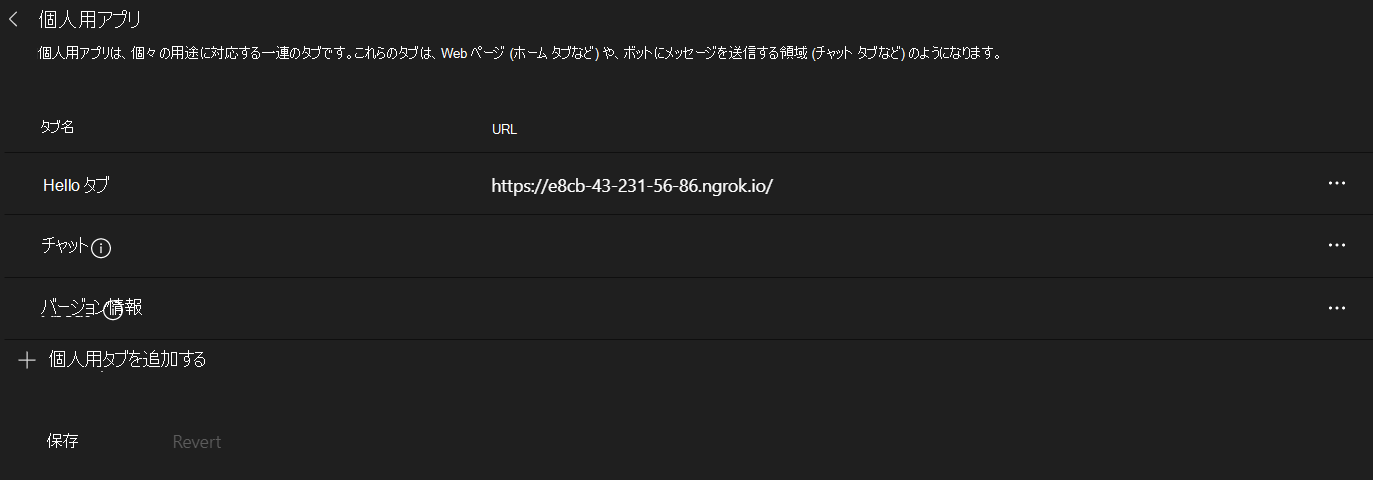 個人用アプリ
個人用アプリは、個々の用途に対応する一連のタブです。これらのタブは、Web ページ (ホーム タブなど) や、ボットにメッセージを送信する領域 (チャット タブなど) のようになります。
タブ名 URL
Hello タブ https://e8cb-43-231-56-86.ngrok.io/
チャット
バージョン情報
個人用タブを追加する
保存 Revert